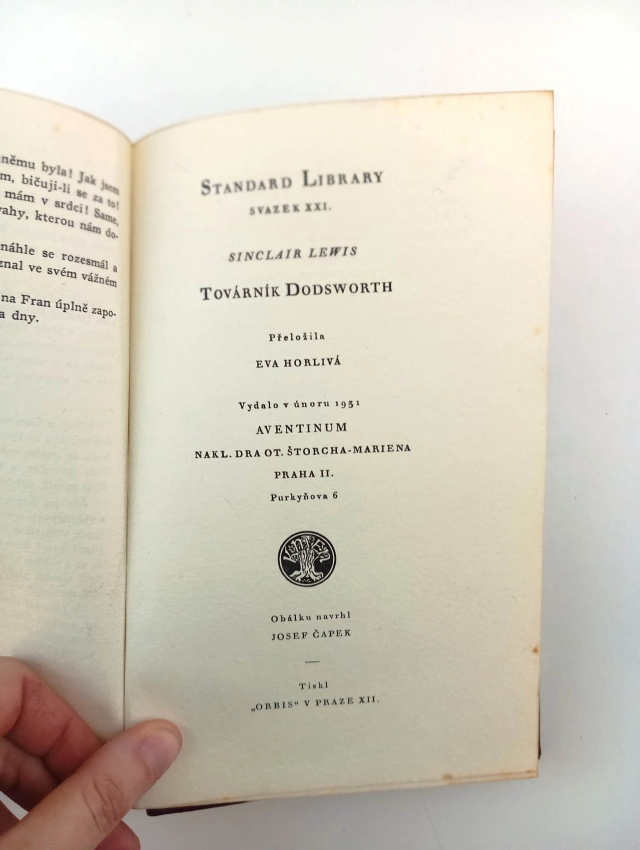 němu byla! Jak jsem
m, bičuji-li se za to!
mám v srdci! Same,
vahy, kterou nám do-
náhle se rozesmál a
znal ve svém vážném
na Fran úplně zapo-
a dny.
STANDARD LIBRARY
SVAZEK XXI.
SINCLAIR LEWIS
TOVÁRNÍK DODSWORTH
Přeložila
EVA HORLIVÁ
Vydalo v únoru 1931
AVENTINUM
NAKL. DRA OT. ŠTORCHA-MARIENA
PRAHA II.
Purkyňova 6
Obálku navrhl
JOSEF ČAPEK
Tiskl
„ORBIS“ V PRAZE XII.